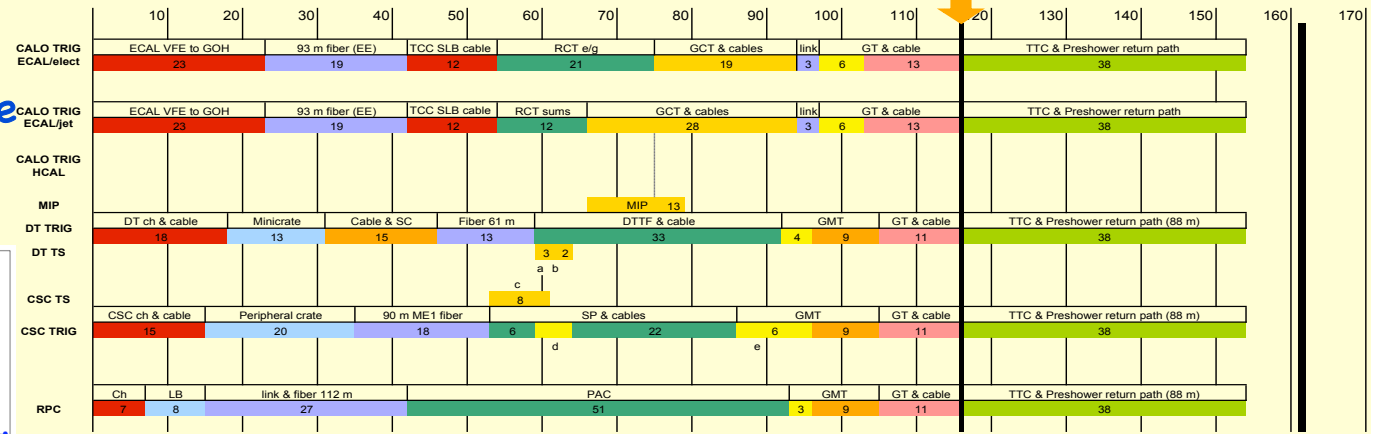 10 20 30 40 50 60 70 80 90 100 110 20 130 140 150 160 170
CALO TRIG ECAL VFE to GOH 93 m fiber (EE) TCC SLB cable RCT e/g GCT & cables link GT & cable TTC & Preshower return path
ECAL/elect 23 19 12 21 19 3 6 13 38
e
CALO TRIG ECAL VFE to GOH 93 m fiber (EE) TCC SLB cable RCT sums GCT & cables link GT & cable TTC & Preshower return path
ECAL/jet 23 19 12 12 28 3 6 13 38
CALO TRIG
HCAL
MIP MIP 13
DT ch & cable Minicrate Cable & SC Fiber 61 m DTTF & cable GMT GT & cable TTC & Preshower return path (88 m)
DT TRIG 18 13 15 13 33 4 9 11 38
DT TS 3 2
a b
c
CSC TS 8
CSC ch & cable Peripheral crate 90 m ME1 fiber SP & cables GMT GT & cable TTC & Preshower return path (88 m)
CSC TRIG 15 20 18 6 22 6 9 11 38
d e
Ch LB link & fiber 112 m PAC GMT GT & cable TTC & Preshower return path (88 m)
RPC 7 8 27 51 3 9 11 38